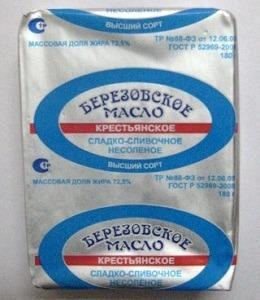 НЕСОЛЕНОЕ
ВЫСШИЙ СОРТ
МАССОВАЯ ДОЛЯ ЖИРА 72,5%
ТР №88-ФЗ от 12.06.08
ГОСТ Р 52969-2008
180 г
БЕРЕЗОВСКОЕ
МАСЛО
КРЕСТЬЯНСКОЕ
СЛАДКО-СЛИВОЧНОЕ
НЕСОЛЕНОЕ
ВЫСШИЙ СОРТ
МАССОВАЯ ДОЛЯ ЖИРА 72,5%
ТР №88-ФЗ от 12.06.08
ГОСТ Р 52969-2008
180 г
БЕРЕЗОВСКОЕ
МАСЛО
КРЕСТЬЯНСКОЕ
СЛАДКО-СЛИВОЧНОЕ
НЕСОЛЕНОЕ